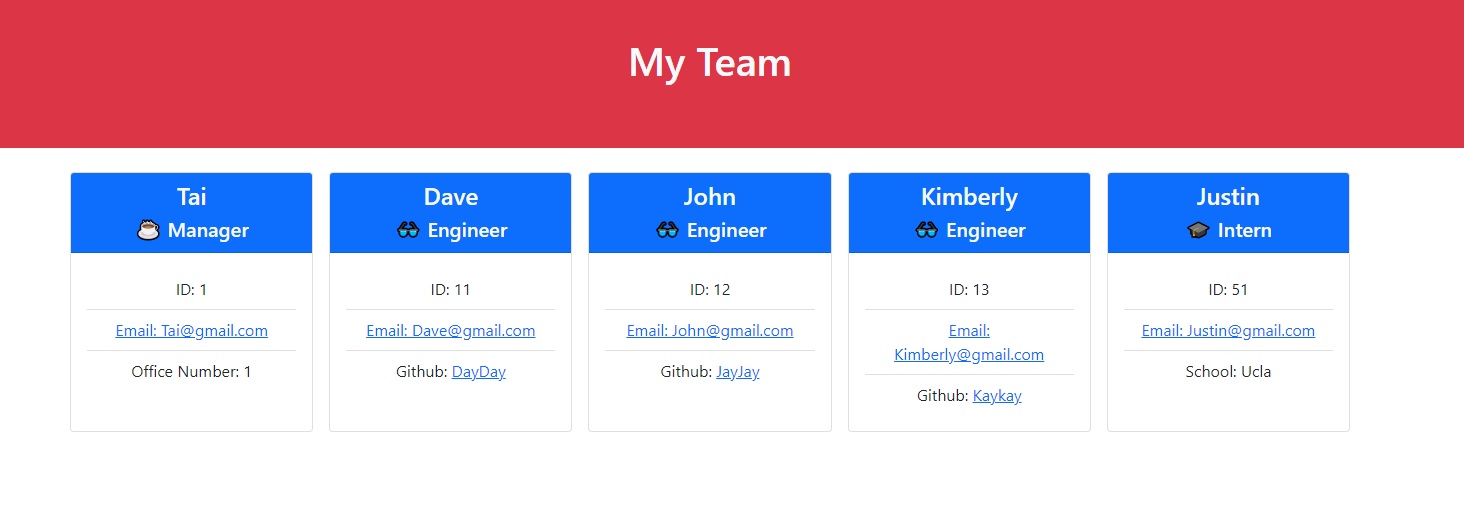 My Team
Tai
☕ Manager
ID: 1
Email: Tai@gmail.com
Office Number: 1
Dave
👓 Engineer
ID: 11
Email: Dave@gmail.com
Github: DayDay
John
👓 Engineer
ID: 12
Email: John@gmail.com
Github: JayJay
Kimberly
👓 Engineer
ID: 13
Email:
Kimberly@gmail.com
Github: Kaykay
Justin
🎓 Intern
ID: 51
Email: Justin@gmail.com
School: Ucla